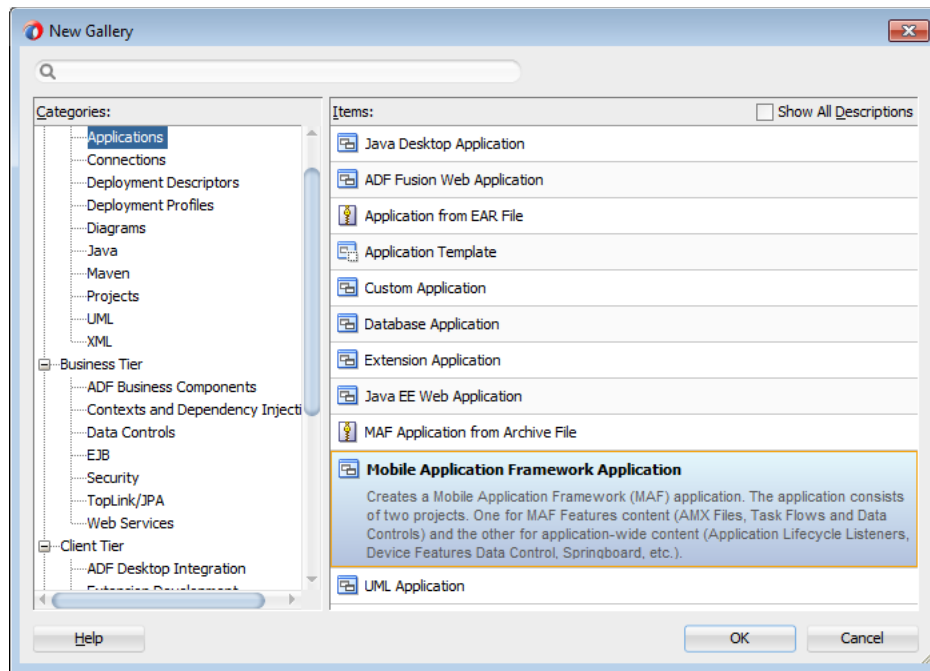 New Gallery
Categories:
Applications
Connections
Deployment Descriptors
Deployment Profiles
Diagrams
Java
Maven
Projects
UML
XML
Business Tier
ADF Business Components
Contexts and Dependency Injecti
Data Controls
EJB
Security
TopLink/JPA
Web Services
Client Tier
ADF Desktop Integration
Extension Development
Items:
Show All Descriptions
Java Desktop Application
ADF Fusion Web Application
Application from EAR File
Application Template
Custom Application
Database Application
Extension Application
Java EE Web Application
MAF Application from Archive File
Mobile Application Framework Application
Creates a Mobile Application Framework (MAF) application. The application consists
of two projects. One for MAF Features content (AMX Files, Task Flows and Data
Controls) and the other for application-wide content (Application Lifecycle Listeners,
Device Features Data Control, Springboard, etc.).
UML Application
Help
OK
Cancel